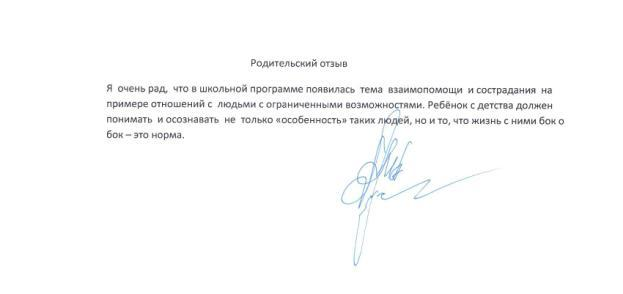 Родительский отзыв
Я очень рад, что в школьной программе появилась тема взаимопомощи и сострадания на
примере отношений с людьми с ограниченными возможностями. Ребёнок с детства должен
понимать и осознавать не только «особенность» таких людей, но и то, что жизнь с ними бок о
бок – это норма.